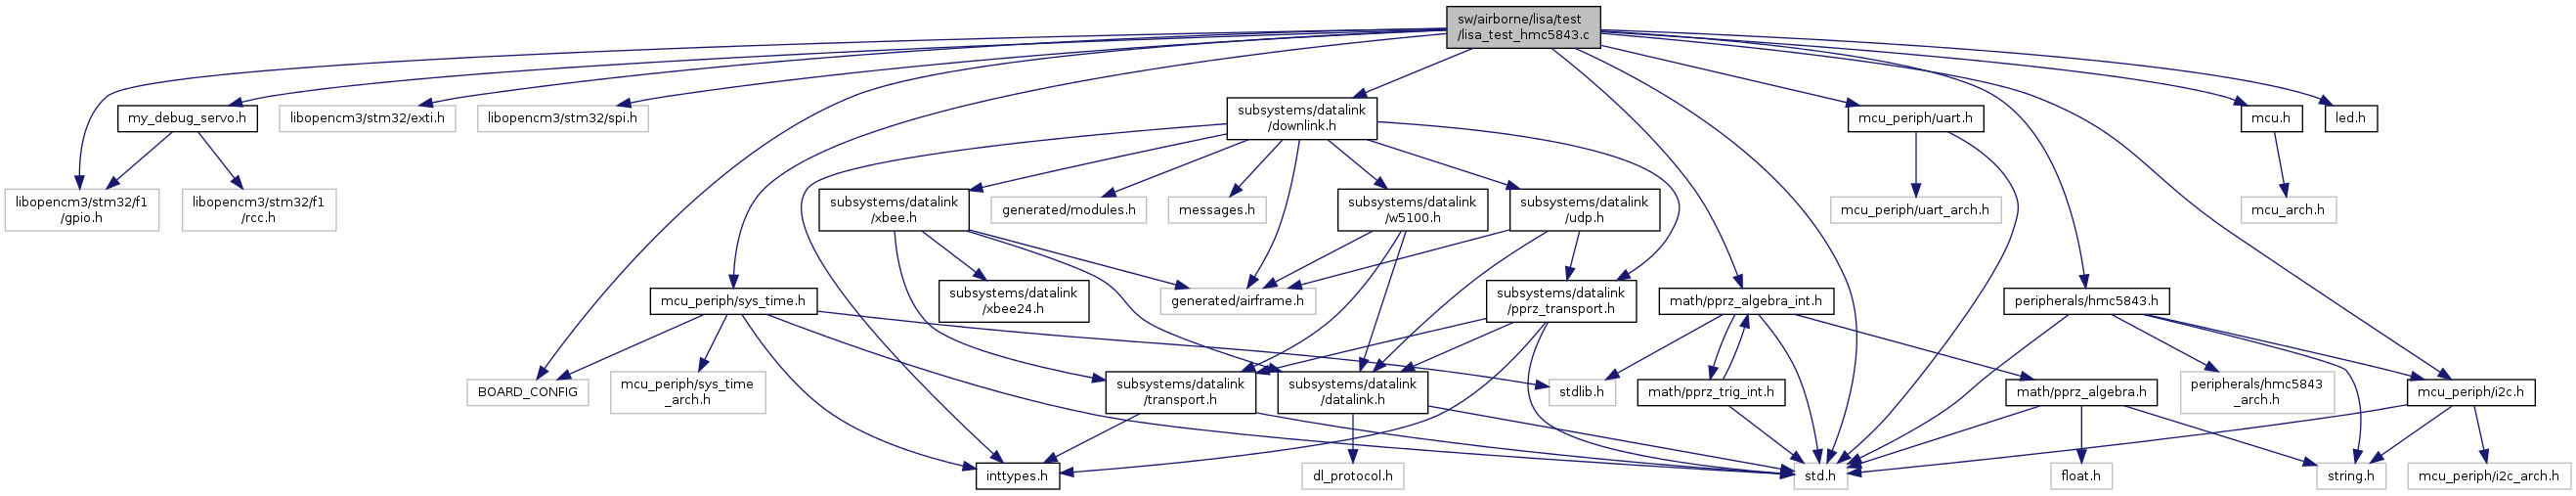 sw/airborne/lisa/test
/lisa_test_hmc5843.c
my_debug_servo.h
libopencm3/stm32/exti.h
libopencm3/stm32/spi.h
subsystems/datalink
/downlink.h
mcu_periph/uart.h
mcu.h
led.h
libopencm3/stm32/f1
/gpio.h
libopencm3/stm32/f1
/rcc.h
subsystems/datalink
/xbee.h
generated/modules.h
messages.h
subsystems/datalink
/w5100.h
subsystems/datalink
/udp.h
mcu_periph/uart_arch.h
mcu_arch.h
mcu_periph/sys_time.h
subsystems/datalink
/xbee24.h
generated/airframe.h
subsystems/datalink
/pprz_transport.h
math/pprz_algebra_int.h
peripherals/hmc5843.h
BOARD_CONFIG
mcu_periph/sys_time
_arch.h
stdlib.h
subsystems/datalink
/transport.h
subsystems/datalink
/datalink.h
math/pprz_trig_int.h
math/pprz_algebra.h
peripherals/hmc5843
_arch.h
mcu_periph/i2c.h
inttypes.h
dl_protocol.h
std.h
float.h
string.h
mcu_periph/i2c_arch.h